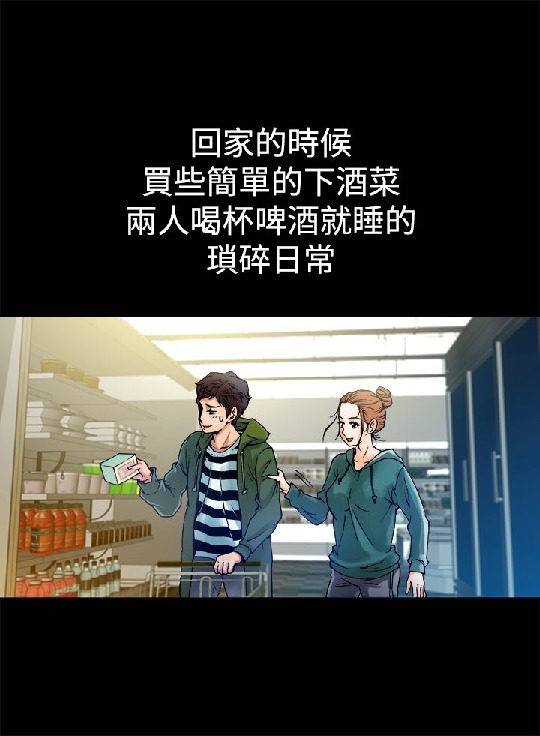 回家的時候
買些簡單的下酒菜
兩人喝杯啤酒就睡的
瑣碎日常